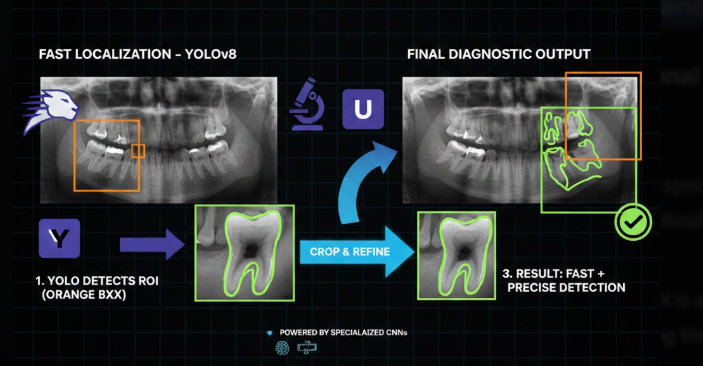 FAST LOCALIZATION – YOLOv8
FINAL DIAGNOSTIC OUTPUT
U
Y
CROP & REFINE
1. YOLO DETECTS ROI
(ORANGE BXX)
3. RESULT: FAST +
PRECISE DETECTION
POWERED BY SPECIALAIZED CNNs